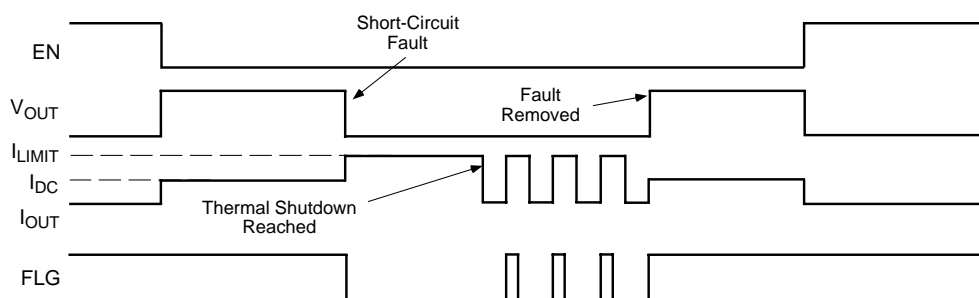 Short-Circuit
Fault
EN
Fault
Removed
VOUT
ILIMIT
IDC
Thermal Shutdown
Reached
IOUT
FLG